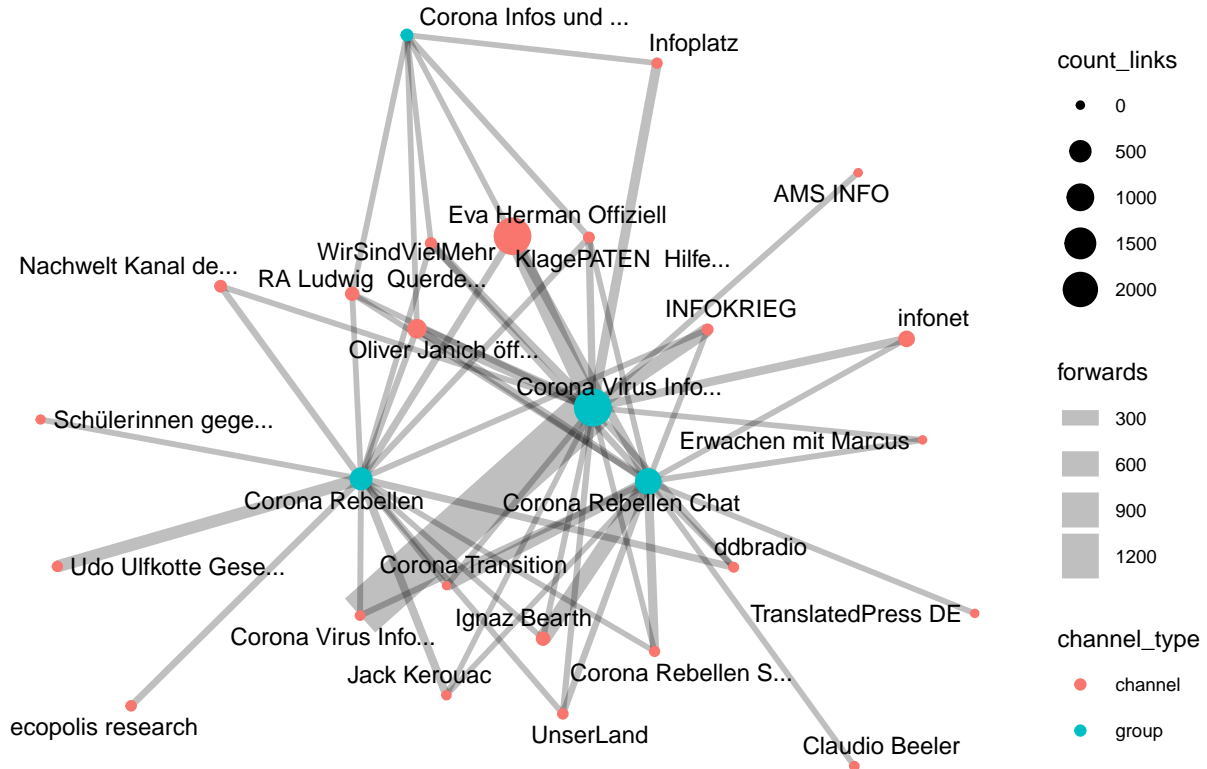 Corona Infos und ...
Infoplatz
AMS INFO
Eva Herman Offiziell
WirSindVielMehr
KlagePATEN  Hilfe...
Nachwelt Kanal de...
RA Ludwig  Querde...
INFOKRIEG
infonet
Oliver Janich öff...
Corona Virus Info...
Schülerinnen gege...
Erwachen mit Marcus
Corona Rebellen
Corona Rebellen Chat
ddbradio
Udo Ulfkotte Gese...
Corona Transition
TranslatedPress DE
Ignaz Bearth
Corona Virus Info...
Jack Kerouac
Corona Rebellen S...
ecopolis research
UnserLand
Claudio Beeler
count_links
0
500
1000
1500
2000
forwards
300
600
900
1200
channel_type
channel
group